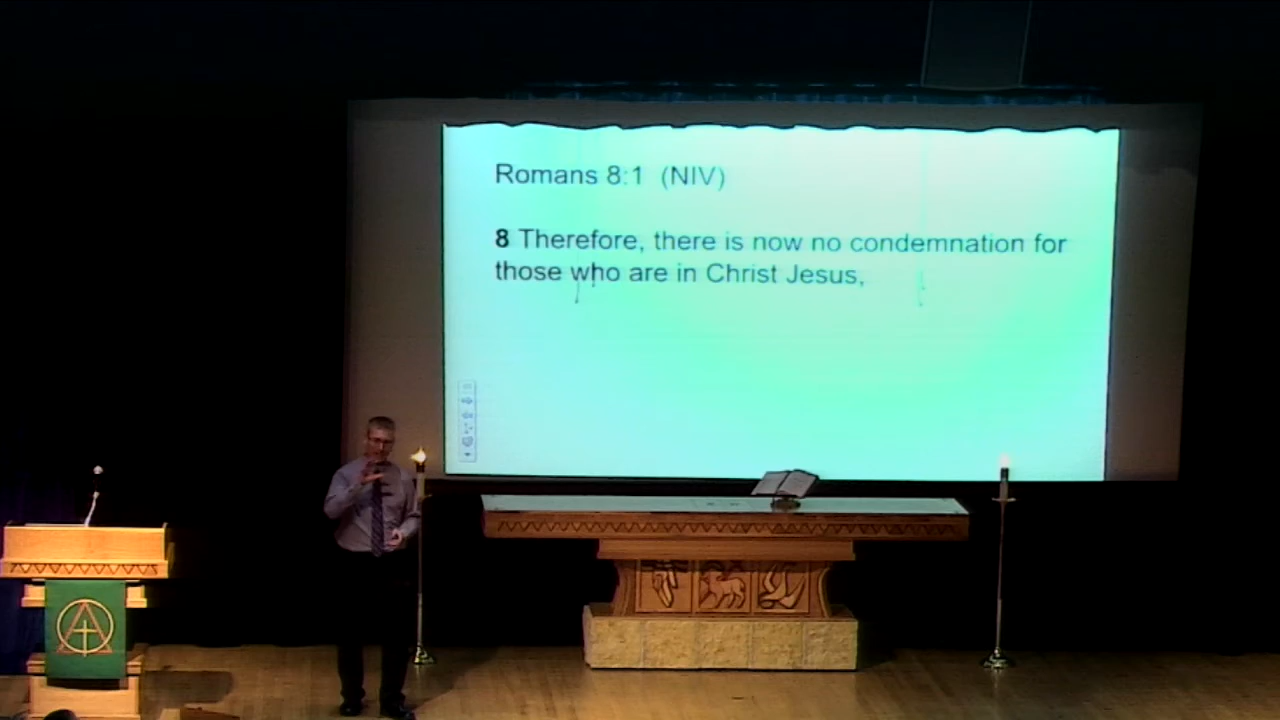 Romans 8:1 (NIV)
8 Therefore, there is now no condemnation for
those who are in Christ Jesus,